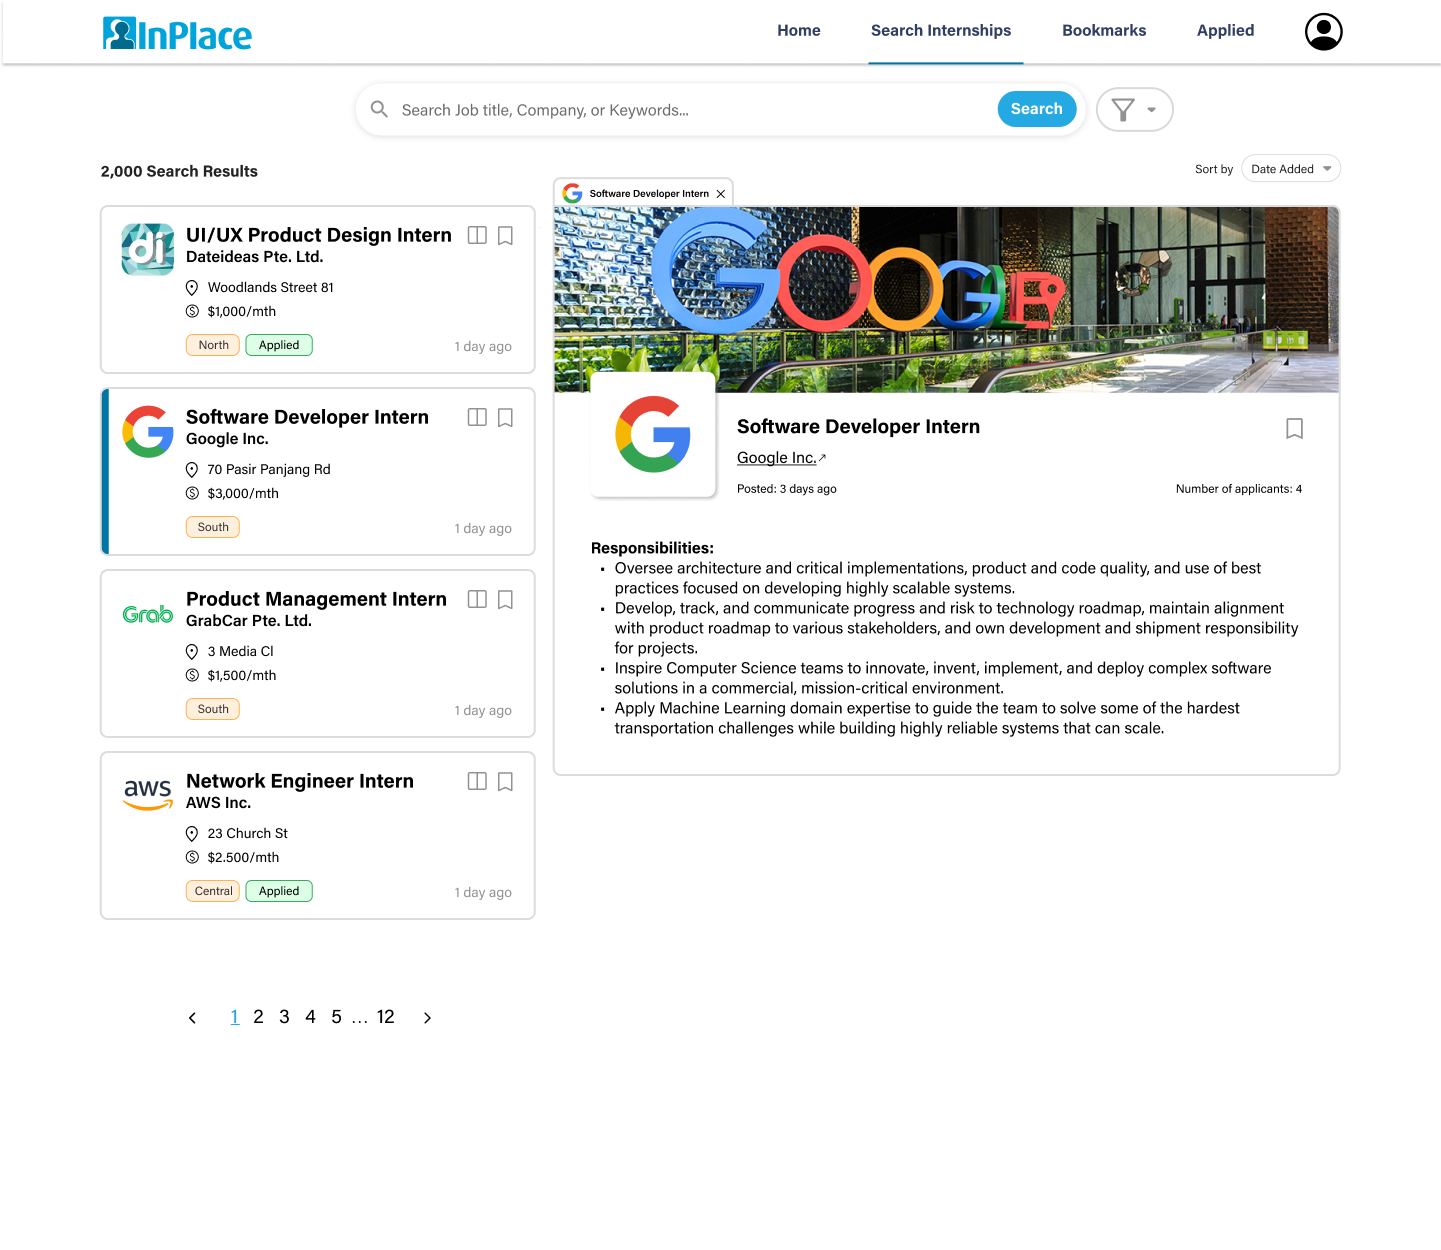 InPlace
Home
Search Internships
Bookmarks
Applied
Search Job title, Company, or Keywords...
Search
2,000 Search Results
Sort by
Date Added
di
UI/UX Product Design Intern
Dateideas Pte. Ltd.
Woodlands Street 81
$1,000/mth
North
Applied
1 day ago
Software Developer Intern
Google Inc.
70 Pasir Panjang Rd
$3,000/mth
South
1 day ago
Grab
Product Management Intern
GrabCar Pte. Ltd.
3 Media Cl
$1,500/mth
South
1 day ago
aws
Network Engineer Intern
AWS Inc.
23 Church St
$2.500/mth
Central
Applied
1 day ago
1 2 3 4 5 ... 12
Software Developer Intern
Google
Software Developer Intern
Google Inc.
Posted: 3 days ago
Number of applicants: 4
Responsibilities:
▪ Oversee architecture and critical implementations, product and code quality, and use of best
practices focused on developing highly scalable systems.
▪ Develop, track, and communicate progress and risk to technology roadmap, maintain alignment
with product roadmap to various stakeholders, and own development and shipment responsibility
for projects.
▪ Inspire Computer Science teams to innovate, invent, implement, and deploy complex software
solutions in a commercial, mission-critical environment.
▪ Apply Machine Learning domain expertise to guide the team to solve some of the hardest
transportation challenges while building highly reliable systems that can scale.